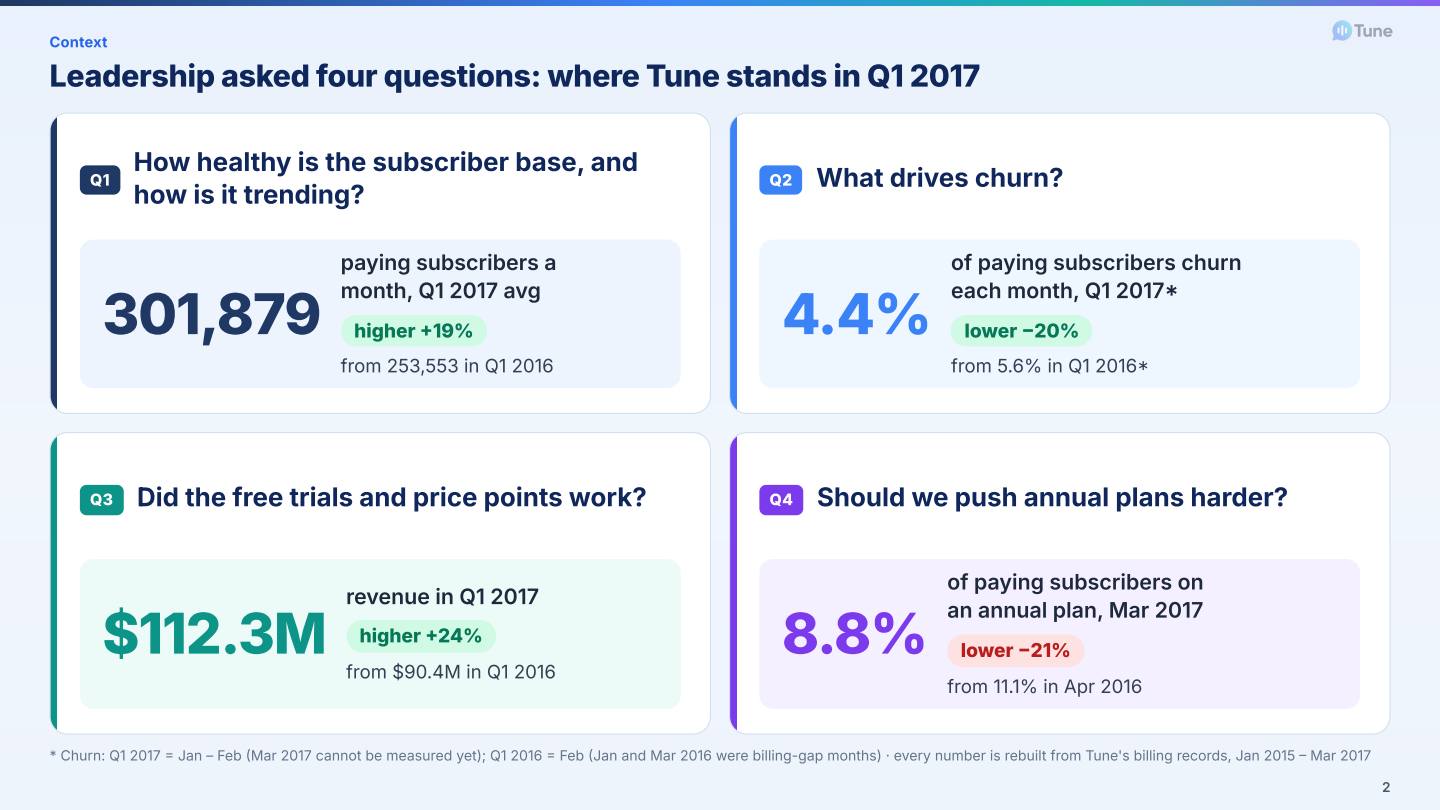 Tune
Context
Leadership asked four questions: where Tune stands in Q1 2017
Q1
How healthy is the subscriber base, and
how is it trending?
301,879
paying subscribers a
month, Q1 2017 avg
higher +19%
from 253,553 in Q1 2016
Q2
What drives churn?
4.4%
of paying subscribers churn
each month, Q1 2017*
lower −20%
from 5.6% in Q1 2016*
Q3
Did the free trials and price points work?
$112.3M
revenue in Q1 2017
higher +24%
from $90.4M in Q1 2016
Q4
Should we push annual plans harder?
8.8%
of paying subscribers on
an annual plan, Mar 2017
lower −21%
from 11.1% in Apr 2016
* Churn: Q1 2017 = Jan – Feb (Mar 2017 cannot be measured yet); Q1 2016 = Feb (Jan and Mar 2016 were billing-gap months) · every number is rebuilt from Tune's billing records, Jan 2015 – Mar 2017
2